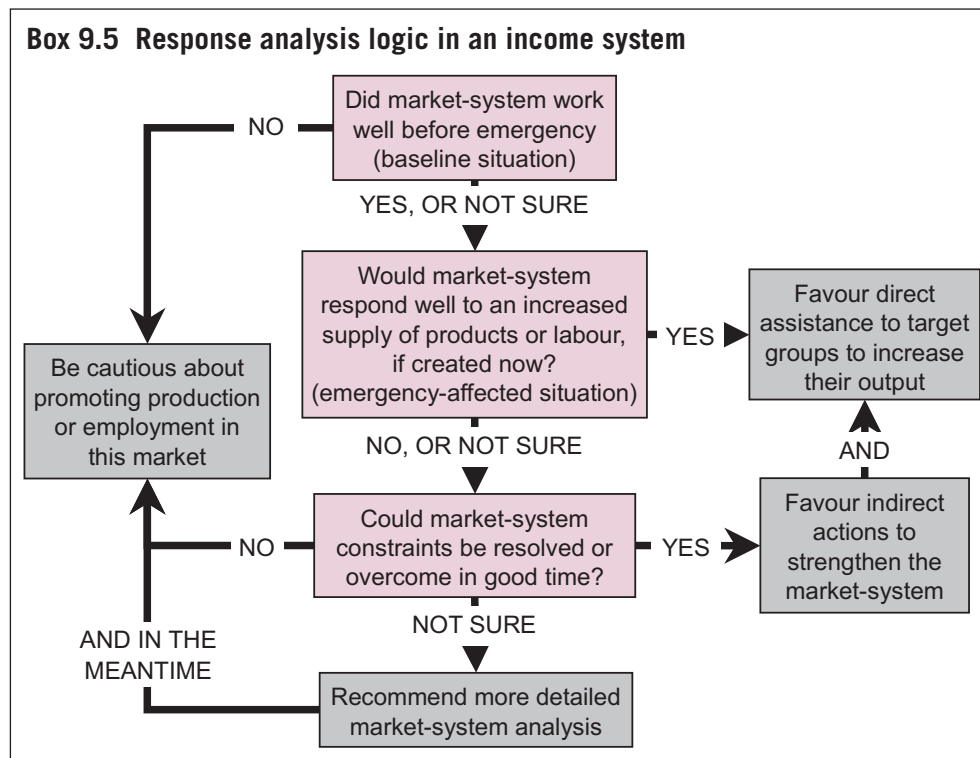 Box 9.5 Response analysis logic in an income system
Did market-system work
well before emergency
(baseline situation)
NO
YES, OR NOT SURE
Would market-system
respond well to an increased
supply of products or labour,
if created now?
(emergency-affected situation)
YES
Favour direct
assistance to target
groups to increase
their output
Be cautious about
promoting production
or employment in
this market
NO, OR NOT SURE
AND
Could market-system
constraints be resolved or
overcome in good time?
NO
YES
Favour indirect
actions to
strengthen the
market-system
NOT SURE
AND IN THE
MEANTIME
Recommend more detailed
market-system analysis